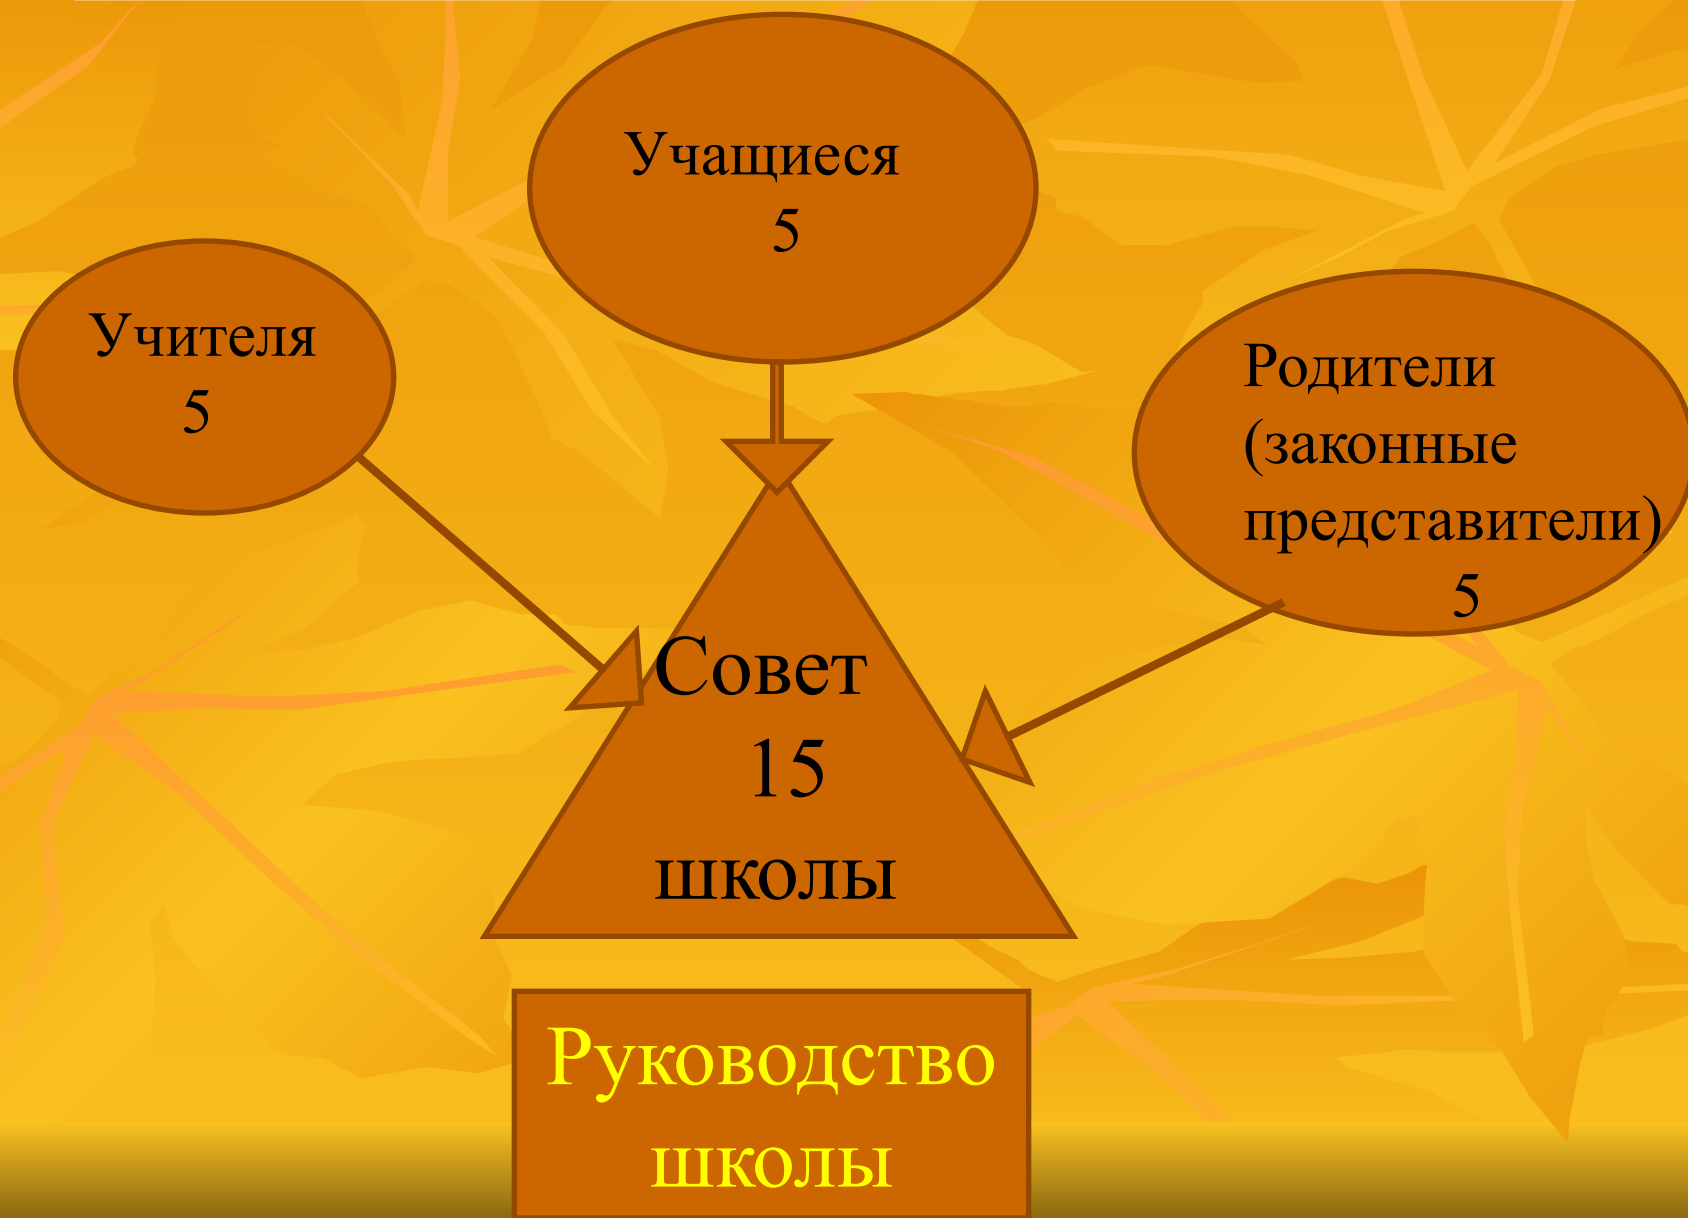 Учащиеся
5
Учителя
5
Родители
(законные
представители)
5
Совет
15
школы
Руководство
школы